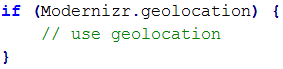 if (Modernizr.geolocation) {
    // use geolocation
}